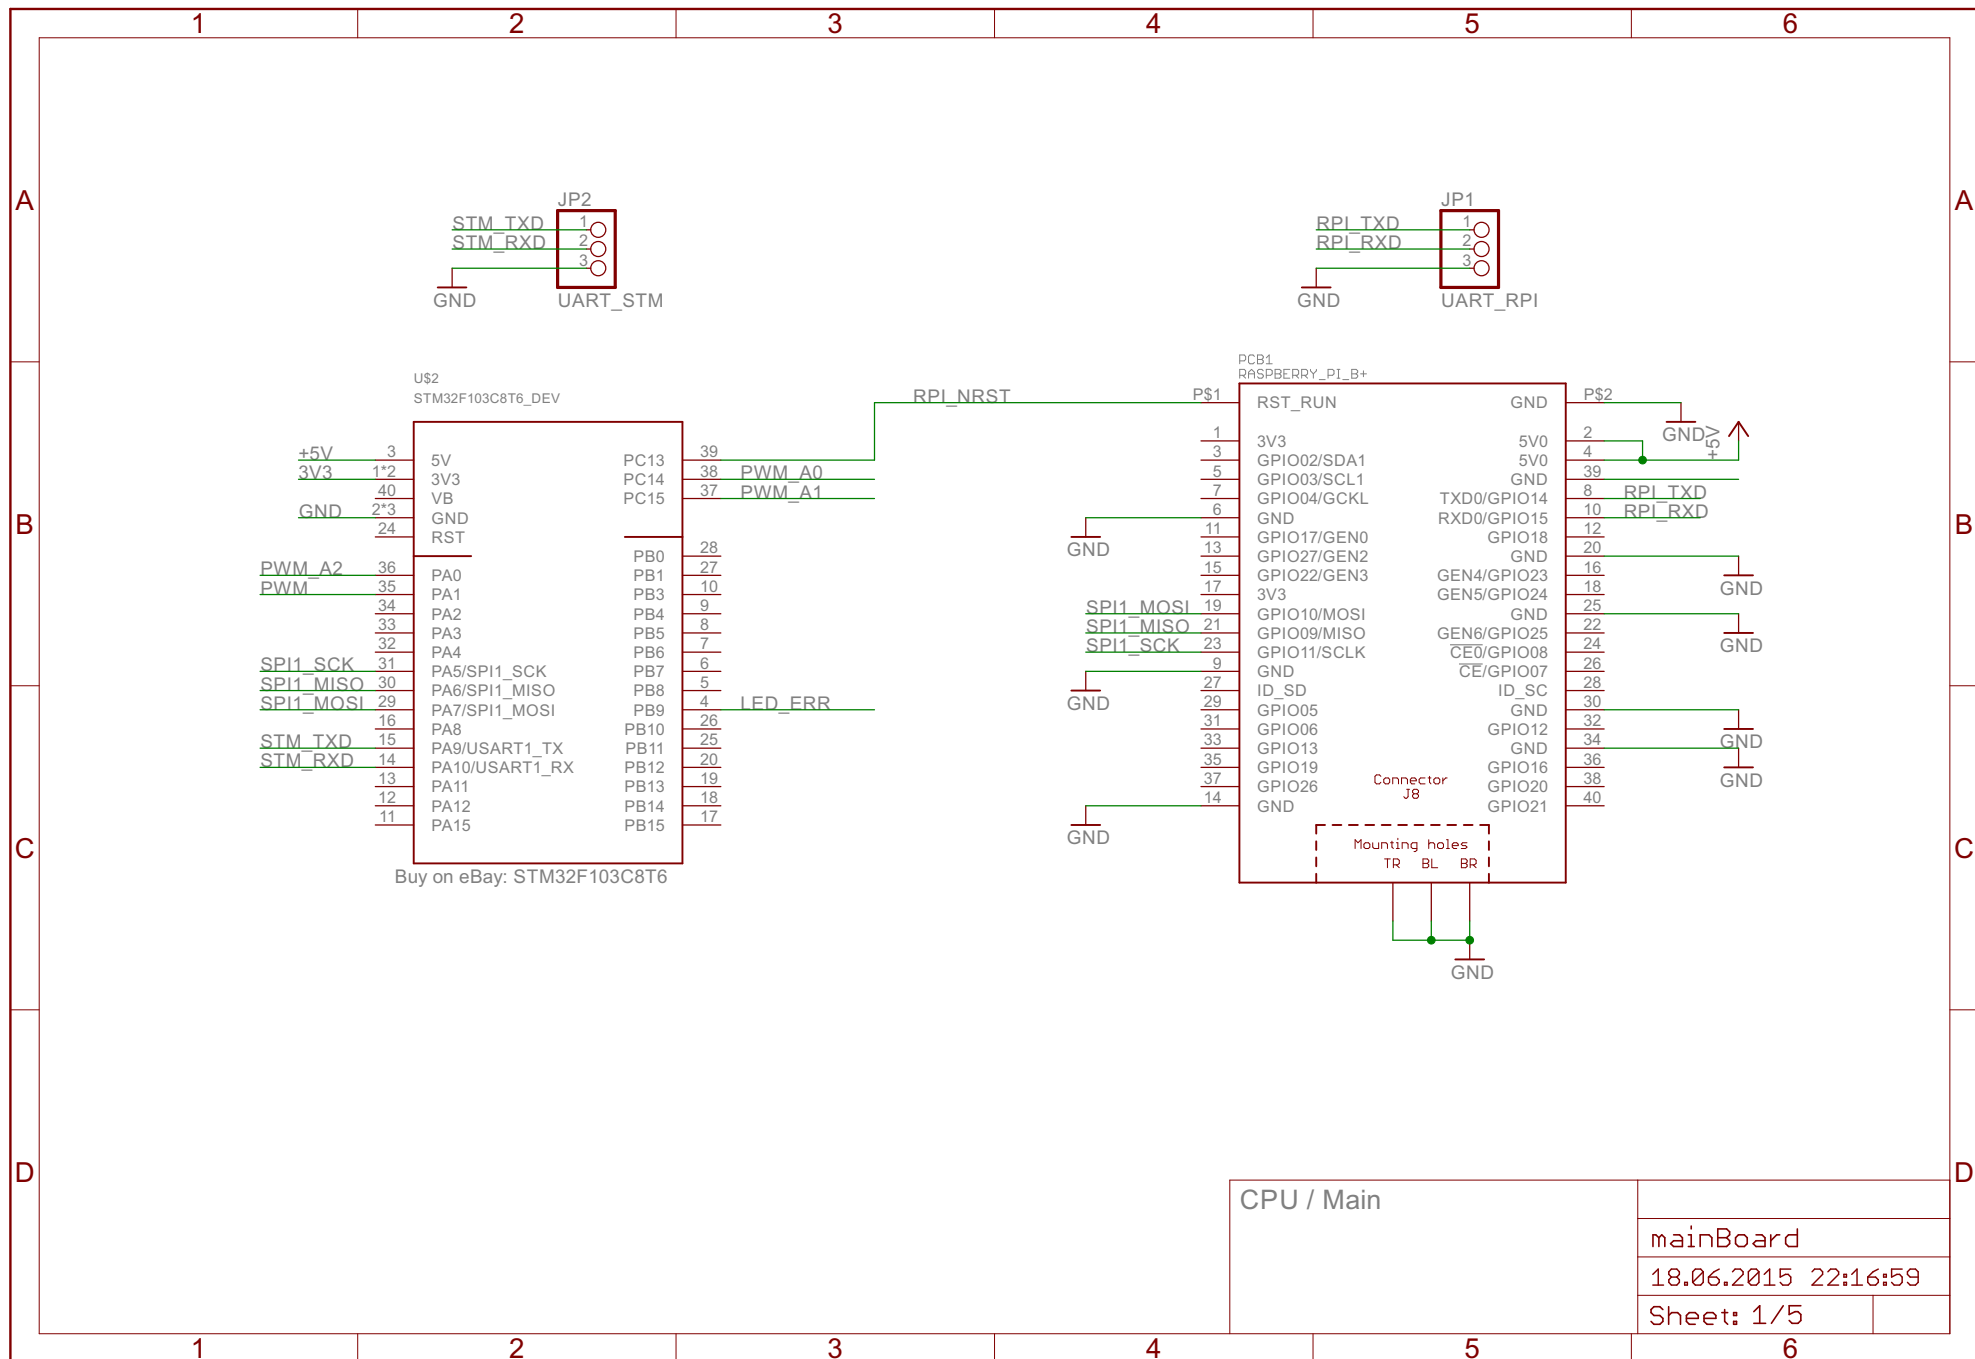 1 2 3 4 5 6
A A
JP2
STM_TXD 1
STM_RXD 2
3
GND
UART_STM
JP1
RPI_TXD 1
RPI_RXD 2
3
GND
UART_RPI
U$2
STM32F103C8T6_DEV
+5V 3 5V
3V3 1*2 3V3
40 VB
GND 2*3 GND
24 RST
PWM_A2 36 PA0
PWM 35 PA1
34 PA2
33 PA3
32 PA4
SPI1_SCK 31 PA5/SPI1_SCK
SPI1_MISO 30 PA6/SPI1_MISO
SPI1_MOSI 29 PA7/SPI1_MOSI
16 PA8
STM_TXD 15 PA9/USART1_TX
STM_RXD 14 PA10/USART1_RX
13 PA11
12 PA12
11 PA15
PC13 39
PC14 38 PWM_A0
PC15 37 PWM_A1
PB0 28
PB1 27
PB3 10
PB4 9
PB5 8
PB6 7
PB7 6
PB8 5
PB9 4 LED_ERR
PB10 26
PB11 25
PB12 20
PB13 19
PB14 18
PB15 17
Buy on eBay: STM32F103C8T6
RPI_NRST
PCB1
RASPBERRY_PI_B+
P$1 RST_RUN
1 3V3
3 GPIO02/SDA1
5 GPIO03/SCL1
7 GPIO04/GCKL
6 GND
GND
11 GPIO17/GEN0
13 GPIO27/GEN2
15 GPIO22/GEN3
17 3V3
SPI1_MOSI 19 GPIO10/MOSI
SPI1_MISO 21 GPIO09/MISO
SPI1_SCK 23 GPIO11/SCLK
9 GND
GND
27 ID_SD
29 GPIO05
31 GPIO06
33 GPIO13
35 GPIO19
37 GPIO26
14 GND
GND
GND P$2
GND
+5V
5V0 2
5V0 4
GND 39
TXD0/GPIO14 8 RPI_TXD
RXD0/GPIO15 10 RPI_RXD
GPIO18 12
GND 20
GEN4/GPIO23 16
GND
GEN5/GPIO24 18
GND 25
GEN6/GPIO25 22
GND
CE0/GPIO08 24
CE/GPIO07 26
ID_SC 28
GND 30
GPIO12 32
GND
GND 34
GPIO16 36
GND
GPIO20 38
GPIO21 40
Connector
J8
Mounting holes
TR BL BR
GND
B B
C C
D D
CPU / Main
mainBoard
18.06.2015 22:16:59
Sheet: 1/5
1 2 3 4 5 6